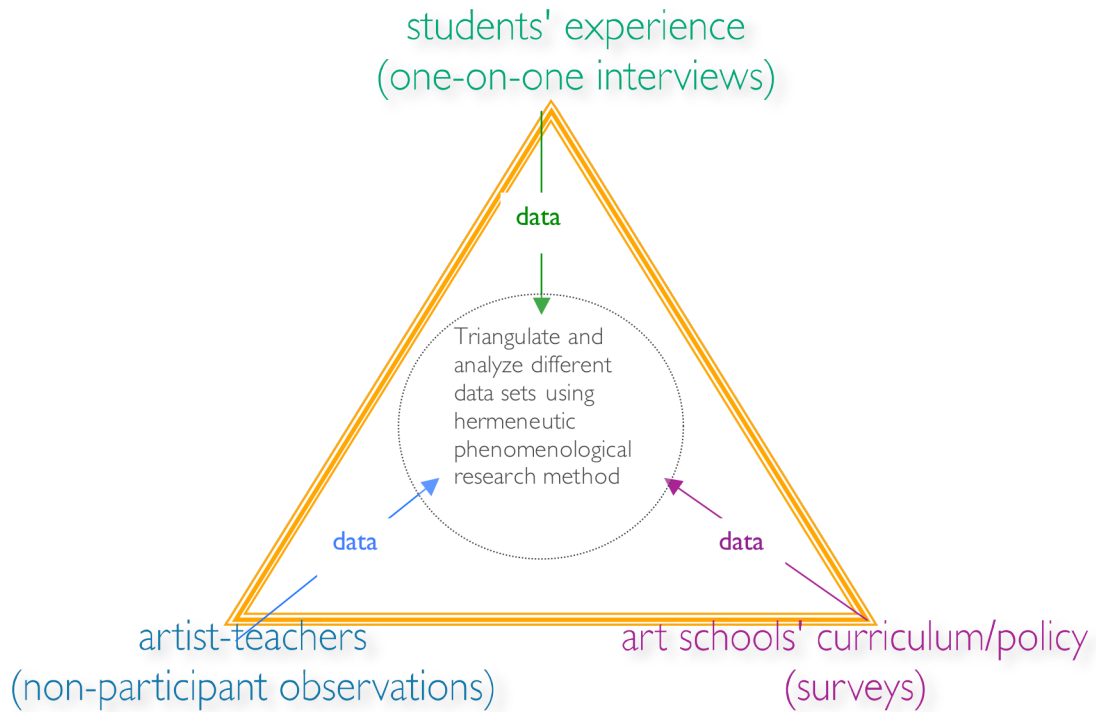 students' experience
(one-on-one interviews)
data
Triangulate and
analyze different
data sets using
hermeneutic
phenomenological
research method
data
data
artist-teachers
(non-participant observations)
art schools' curriculum/policy
(surveys)